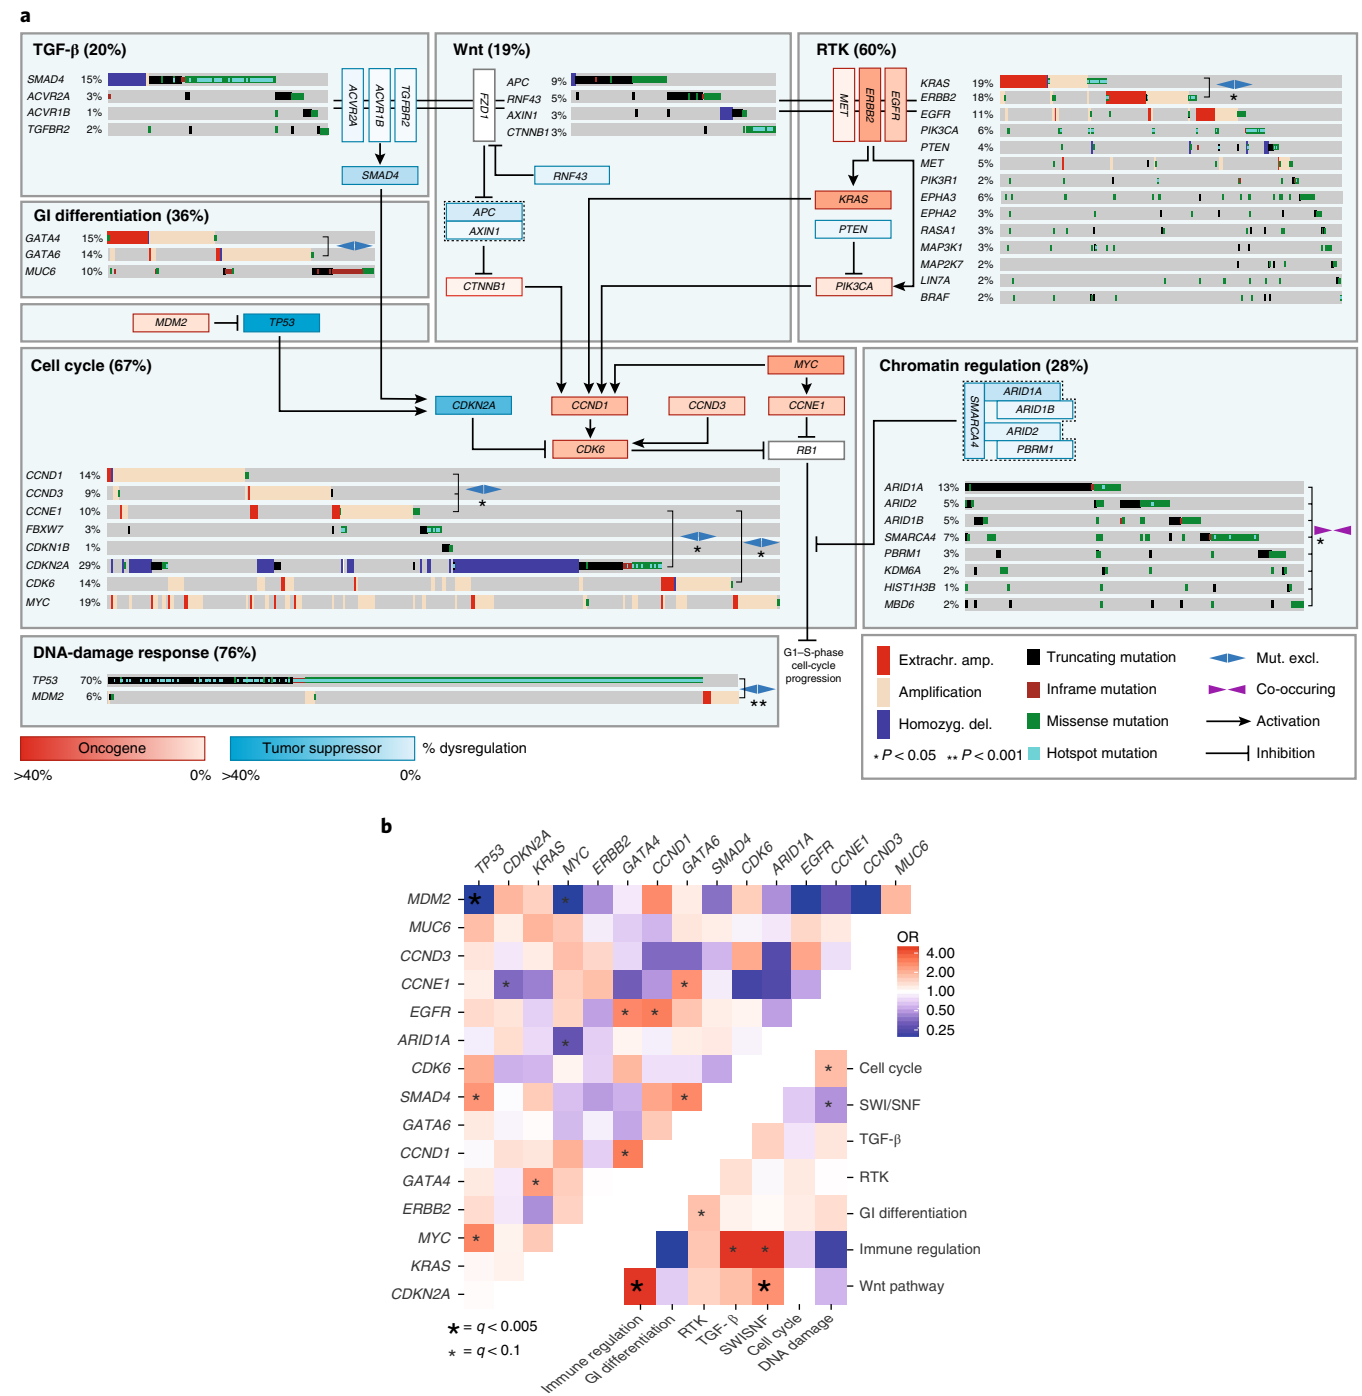 a
TGF-β (20%)
SMAD4 15%
ACVR2A 3%
ACVR1B 1%
TGFBR2 2%
ACVR2A
ACVR1B
TGFBR2
SMAD4
Wnt (19%)
FZD1
APC 9%
RNF43 5%
AXIN1 3%
CTNNB1 3%
RNF43
APC
AXIN1
CTNNB1
RTK (60%)
MET
ERBB2
EGFR
KRAS
PTEN
PIK3CA
KRAS 19%
ERBB2 18%
*
EGFR 11%
PIK3CA 6%
PTEN 4%
MET 5%
PIK3R1 2%
EPHA3 6%
EPHA2 3%
RASA1 3%
MAP3K1 3%
MAP2K7 2%
LIN7A 2%
BRAF 2%
GI differentiation (36%)
GATA4 15%
GATA6 14%
MUC6 10%
MDM2
TP53
Cell cycle (67%)
CDKN2A
CCND1
CCND3
MYC
CCNE1
CDK6
RB1
CCND1 14%
CCND3 9%
*
CCNE1 10%
FBXW7 3%
CDKN1B 1%
* *
CDKN2A 29%
CDK6 14%
MYC 19%
G1–S-phase
cell-cycle
progression
Chromatin regulation (28%)
SMARCA4
ARID1A
ARID1B
ARID2
PBRM1
ARID1A 13%
ARID2 5%
ARID1B 5%
SMARCA4 7%
*
PBRM1 3%
KDM6A 2%
HIST1H3B 1%
MBD6 2%
DNA-damage response (76%)
TP53 70%
MDM2 6%
**
Oncogene
Tumor suppressor
% dysregulation
>40% 0% >40% 0%
Extrachr. amp.
Truncating mutation
Mut. excl.
Amplification
Inframe mutation
Co-occuring
Homozyg. del.
Missense mutation
Activation
* P < 0.05 ** P < 0.001
Hotspot mutation
Inhibition
b
TP53
CDKN2A
KRAS
MYC
ERBB2
GATA4
CCND1
GATA6
SMAD4
CDK6
ARID1A
EGFR
CCNE1
CCND3
MUC6
MDM2 * *
MUC6
CCND3
CCNE1 * *
EGFR * *
ARID1A *
CDK6
SMAD4 * *
GATA6
CCND1 *
GATA4 *
ERBB2
MYC *
KRAS
CDKN2A
OR
4.00
2.00
1.00
0.50
0.25
* Cell cycle
* SWI/SNF
TGF-β
RTK
* GI differentiation
* * Immune regulation
* * Wnt pathway
Immune regulation
GI differentiation
RTK
TGF- β
SWISNF
Cell cycle
DNA damage
* = q < 0.005
* = q < 0.1